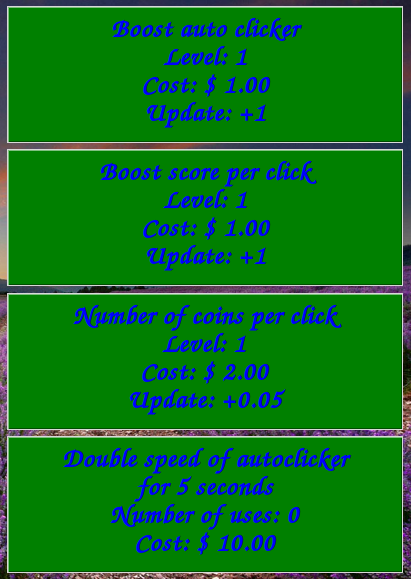 Boost auto clicker
Level: 1
Cost: $ 1.00
Update: +1
Boost score per click
Level: 1
Cost: $ 1.00
Update: +1
Number of coins per click
Level: 1
Cost: $ 2.00
Update: +0.05
Double speed of autoclicker
for 5 seconds
Number of uses: 0
Cost: $ 10.00